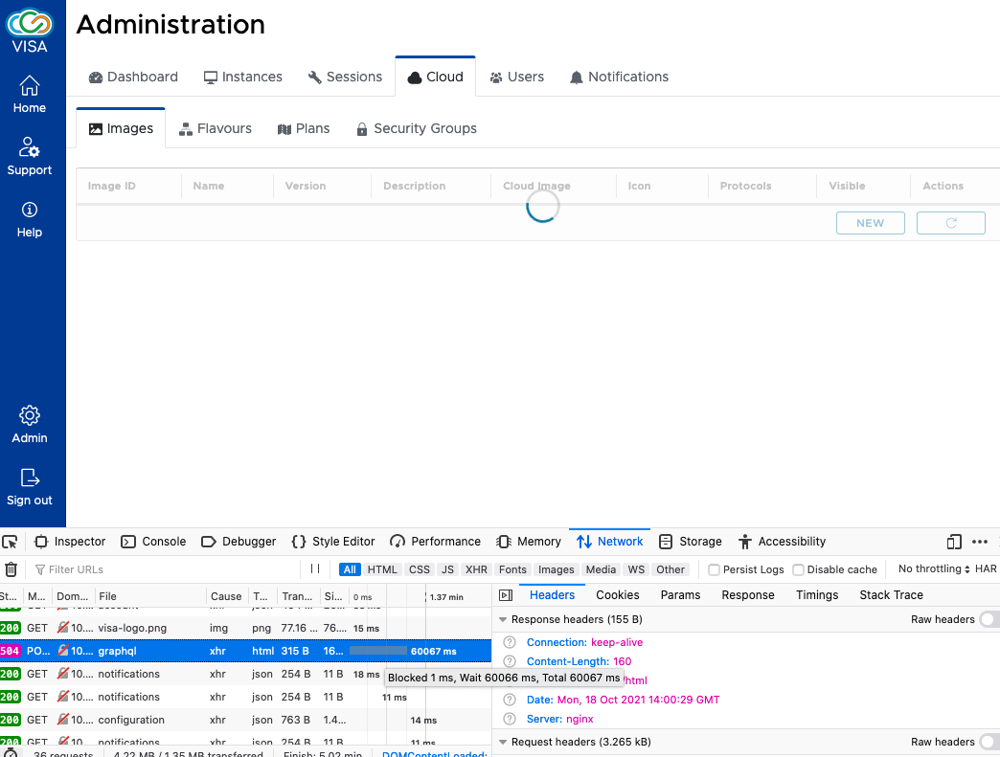 Administration
VISA
Dashboard Instances Sessions Cloud Users Notifications
Home
Images Flavours Plans Security Groups
Support
Image ID Name Version Description Cloud Image Icon Protocols Visible Actions
Help
NEW
Admin
Sign out
Inspector Console Debugger Style Editor Performance Memory Network Storage Accessibility
Filter URLs All HTML CSS JS XHR Fonts Images Media WS Other Persist Logs Disable cache No throttling HAR
St... M... Dom... File Cause T... Tran... Si... 0 ms 1.37 min Headers Cookies Params Response Timings Stack Trace
Response headers (155 B) Raw headers
200 GET 10.... visa-logo.png img png 77.16 ... 76.... 15 ms
Connection: keep-alive
504 PO... 10.... graphql xhr html 315 B 16... 60067 ms
Content-Length: 160
200 GET 10.... notifications xhr json 254 B 11 B 18 ms
Blocked 1 ms, Wait 60066 ms, Total 60067 ms /html
200 GET 10.... notifications xhr json 254 B 11 B 11 ms
Date: Mon, 18 Oct 2021 14:00:29 GMT
200 GET 10.... configuration xhr json 763 B 1.4... 14 ms
Server: nginx
200 GET 10.... notifications xhr json 254 B 11 B 11 ms
Request headers (3.265 kB) Raw headers
36 requests 4.22 MB / 1.35 MB transferred Finish: 5.02 min DOMContentLoaded: